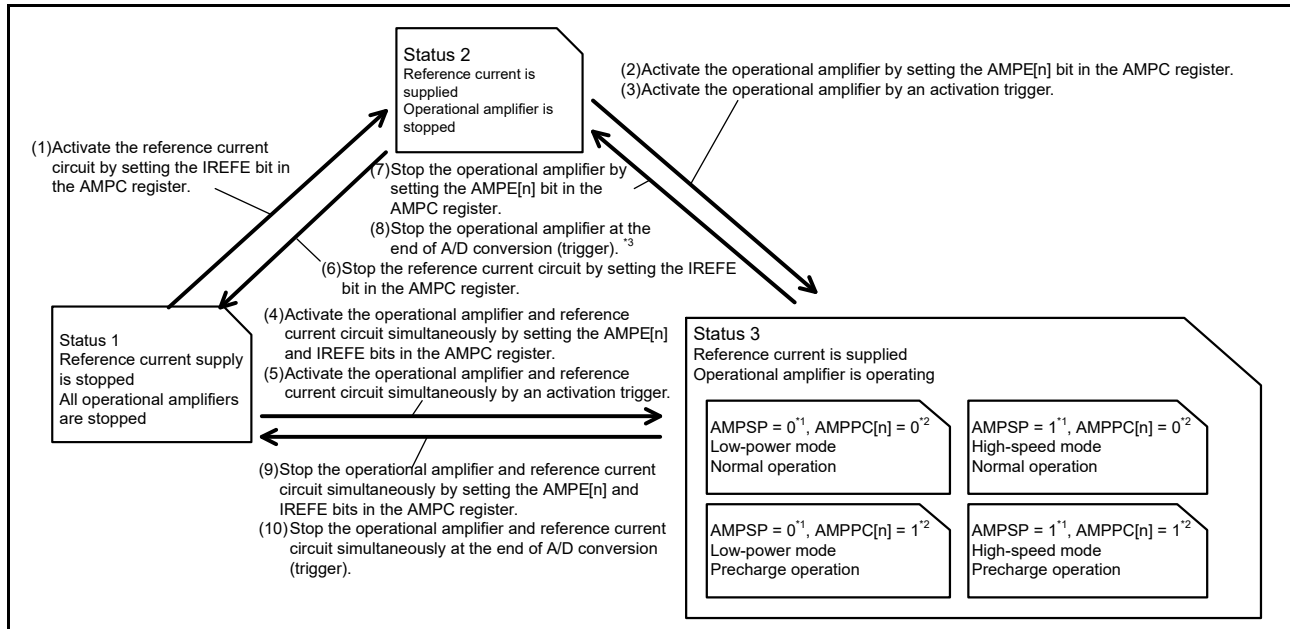 Status 2
Reference current is
supplied
Operational amplifier is
stopped
(2)Activate the operational amplifier by setting the AMPE[n] bit in the AMPC register.
(3)Activate the operational amplifier by an activation trigger.
(1)Activate the reference current
circuit by setting the IREFE bit in
the AMPC register.
(7)Stop the operational amplifier by
setting the AMPE[n] bit in the
AMPC register.
(8)Stop the operational amplifier at the
end of A/D conversion (trigger). *3
(6)Stop the reference current circuit by setting the IREFE
bit in the AMPC register.
Status 1
Reference current supply
is stopped
All operational amplifiers
are stopped
(4)Activate the operational amplifier and reference
current circuit simultaneously by setting the AMPE[n]
and IREFE bits in the AMPC register.
(5)Activate the operational amplifier and reference
current circuit simultaneously by an activation trigger.
(9)Stop the operational amplifier and reference current
circuit simultaneously by setting the AMPE[n] and
IREFE bits in the AMPC register.
(10)Stop the operational amplifier and reference current
circuit simultaneously at the end of A/D conversion
(trigger).
Status 3
Reference current is supplied
Operational amplifier is operating
AMPSP = 0*1, AMPPC[n] = 0*2
Low-power mode
Normal operation
AMPSP = 1*1, AMPPC[n] = 0*2
High-speed mode
Normal operation
AMPSP = 0*1, AMPPC[n] = 1*2
Low-power mode
Precharge operation
AMPSP = 1*1, AMPPC[n] = 1*2
High-speed mode
Precharge operation